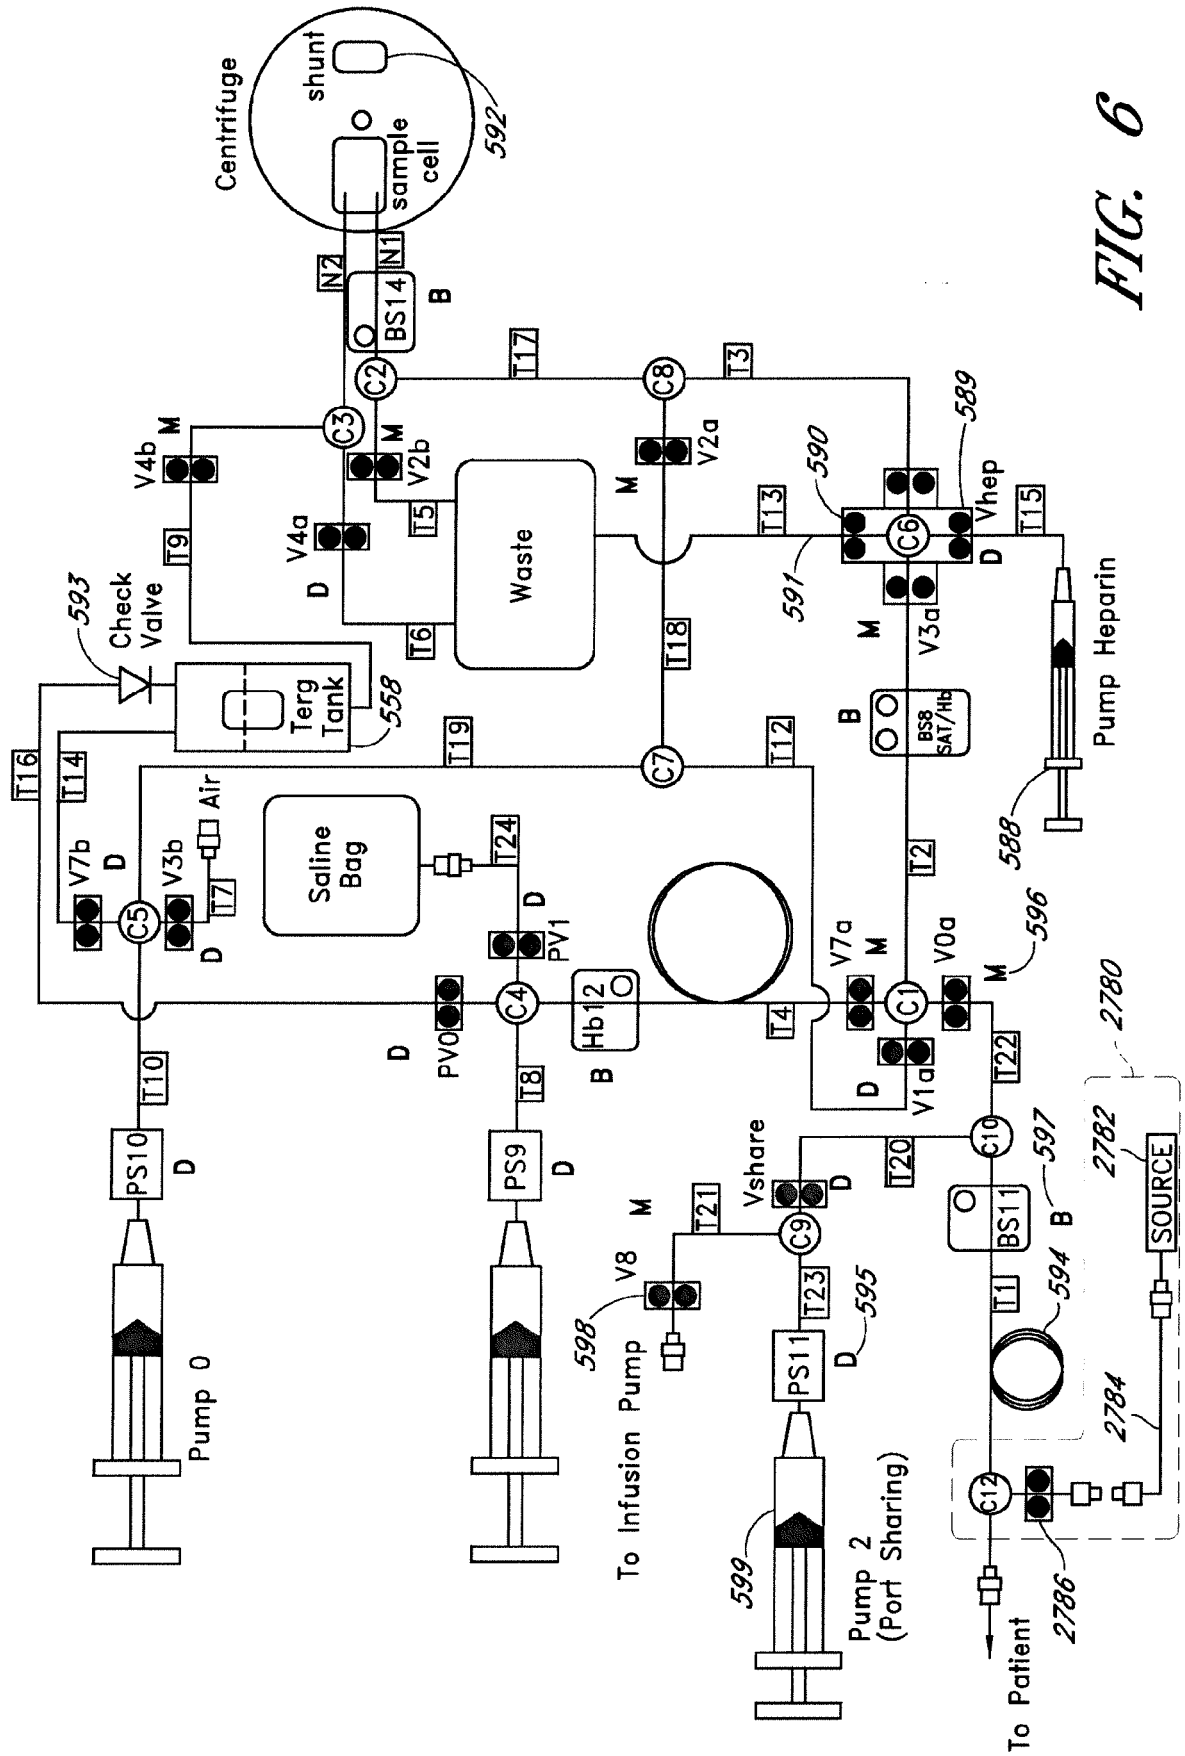 Centrifuge
shunt
sample
cell
592
N2
N1
BS14
B
C2
C3
T17
C8
T3
V4b
M
T9
V4a
D
M
V2b
T5
T6
M
V2a
Waste
T13
591
590
589
C6
Vhep
D
T15
M
V3a
T18
593
Check
Valve
Terg
Tank
558
T16
T14
T19
C7
T12
B
BS8
SAT/Hb
Pump Heparin
588
Air
V7b
D
C5
V3b
T7
D
Saline
Bag
T24
D
PV1
C4
PV0
D
Hb12
B
T4
T2
V7a
M
C1
V0a
M
596
D
V1a
T22
T10
T8
PS10
D
PS9
D
Pump 0
2780
2782
SOURCE
2784
2786
C10
T20
Vshare
D
C9
M
T21
V8
598
To Infusion Pump
T23
PS11
D
595
BS11
B
597
T1
594
C12
599
Pump 2
(Port Sharing)
To Patient
FIG. 6